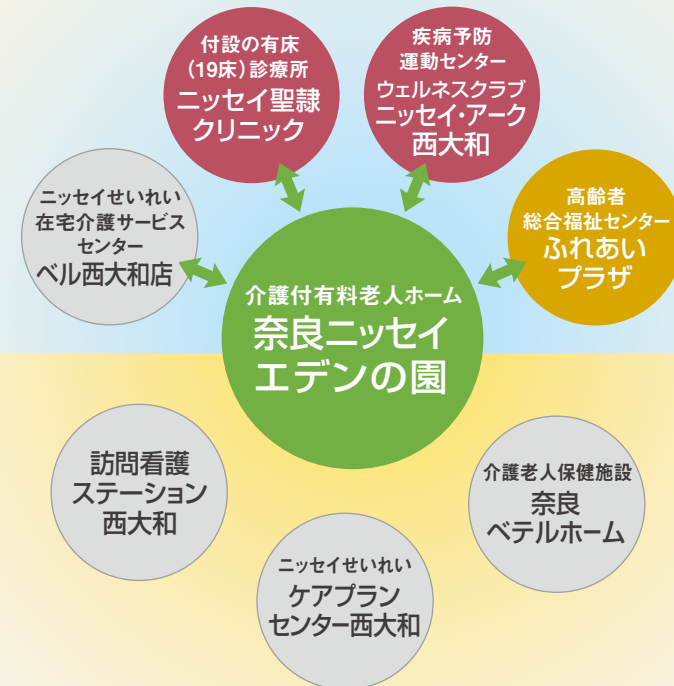 付設の有床
（19床）診療所
ニッセイ聖隷
クリニック
疾病予防
運動センター
ウェルネスクラブ
ニッセイ・アーク
西大和
ニッセイせいれい
在宅介護サービス
センター
ベル西大和店
高齢者
総合福祉センター
ふれあい
プラザ
介護付有料老人ホーム
奈良ニッセイ
エデンの園
訪問看護
ステーション
西大和
介護老人保健施設
奈良
ベテルホーム
ニッセイせいれい
ケアプラン
センター西大和